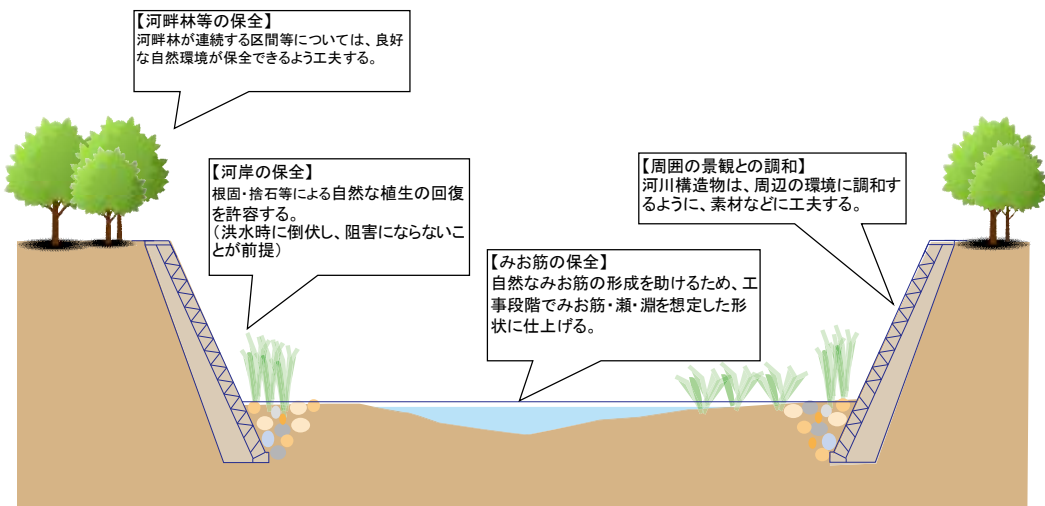 【河畔林等の保全】
河畔林が連続する区間等については、良好
な自然環境が保全できるよう工夫する。
【河岸の保全】
根固・捨石等による自然な植生の回復
を許容する。
（洪水時に倒伏し、阻害にならないこ
とが前提）
【周囲の景観との調和】
河川構造物は、周辺の環境に調和す
るように、素材などに工夫する。
【みお筋の保全】
自然なみお筋の形成を助けるため、工
事段階でみお筋・瀬・淵を想定した形
状に仕上げる。